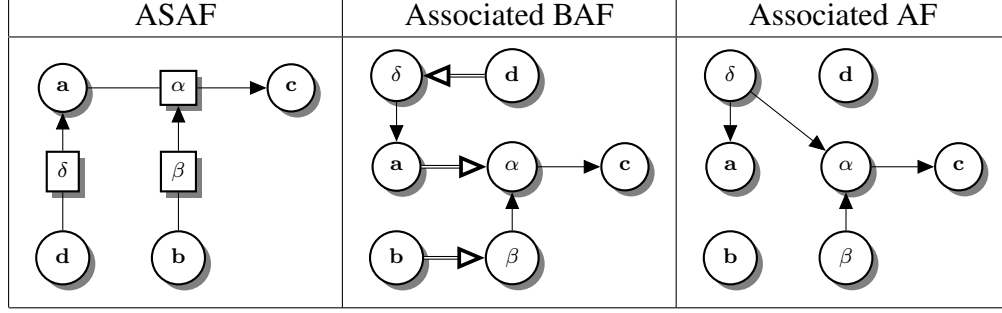 ASAF Associated BAF Associated AF
a α c
δ β
d b
δ d
a α c
b β
δ d
a α c
b β